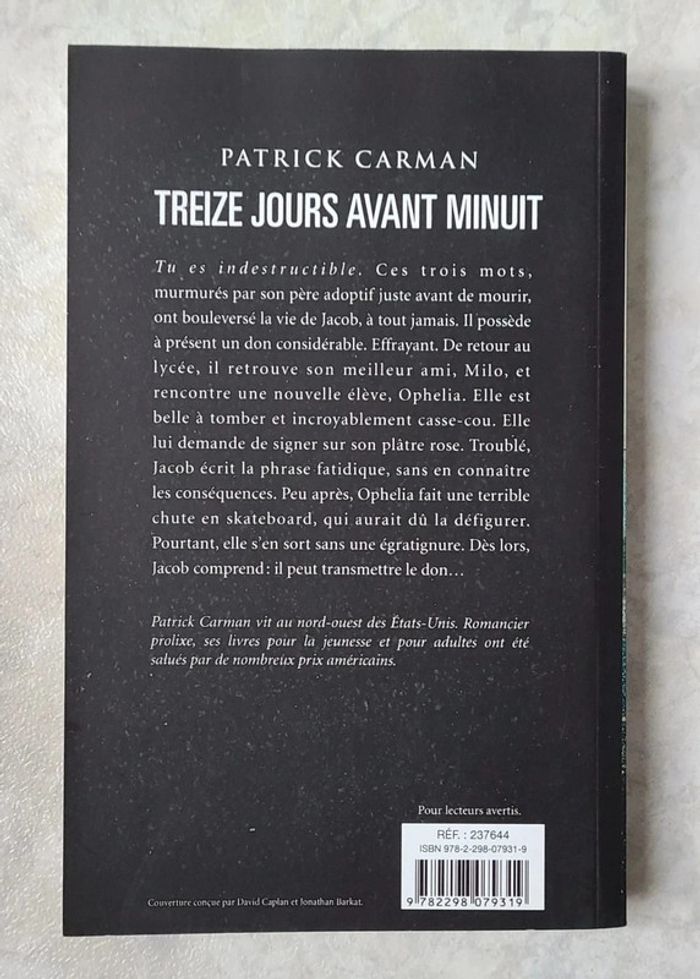 PATRICK CARMAN
TREIZE JOURS AVANT MINUIT
Tu es indestructible. Ces trois mots,
murmurés par son père adoptif juste avant de mourir,
ont bouleversé la vie de Jacob, à tout jamais. Il possède
à présent un don considérable. Effrayant. De retour au
lycée, il retrouve son meilleur ami, Milo, et
rencontre une nouvelle élève, Ophelia. Elle est
belle à tomber et incroyablement casse-cou. Elle
lui demande de signer sur son plâtre rose. Troublé,
Jacob écrit la phrase fatidique, sans en connaître
les conséquences. Peu après, Ophelia fait une terrible
chute en skateboard, qui aurait dû la défigurer.
Pourtant, elle s'en sort sans une égratignure. Dès lors,
Jacob comprend : il peut transmettre le don…
Patrick Carman vit au nord-ouest des États-Unis. Romancier
prolixe, ses livres pour la jeunesse et pour adultes ont été
salués par de nombreux prix américains.
Pour lecteurs avertis.
RÉF. : 237644
ISBN 978-2-298-07931-9
9 782298 079319
Couverture conçue par David Caplan et Jonathan Barkat.